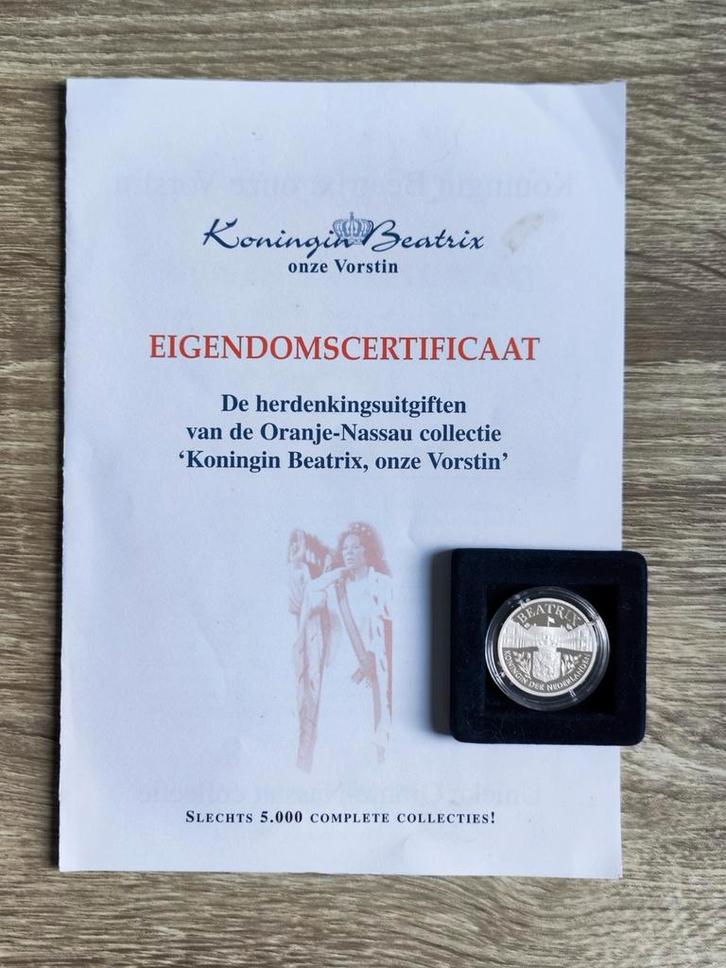 Koningin Beatrix
onze Vorstin
EIGENDOMSCERTIFICAAT
De herdenkingsuitgiften
van de Oranje-Nassau collectie
‘Koningin Beatrix, onze Vorstin’
BEATRIX
KONINGIN DER NEDERLANDEN
SLECHTS 5.000 COMPLETE COLLECTIES!